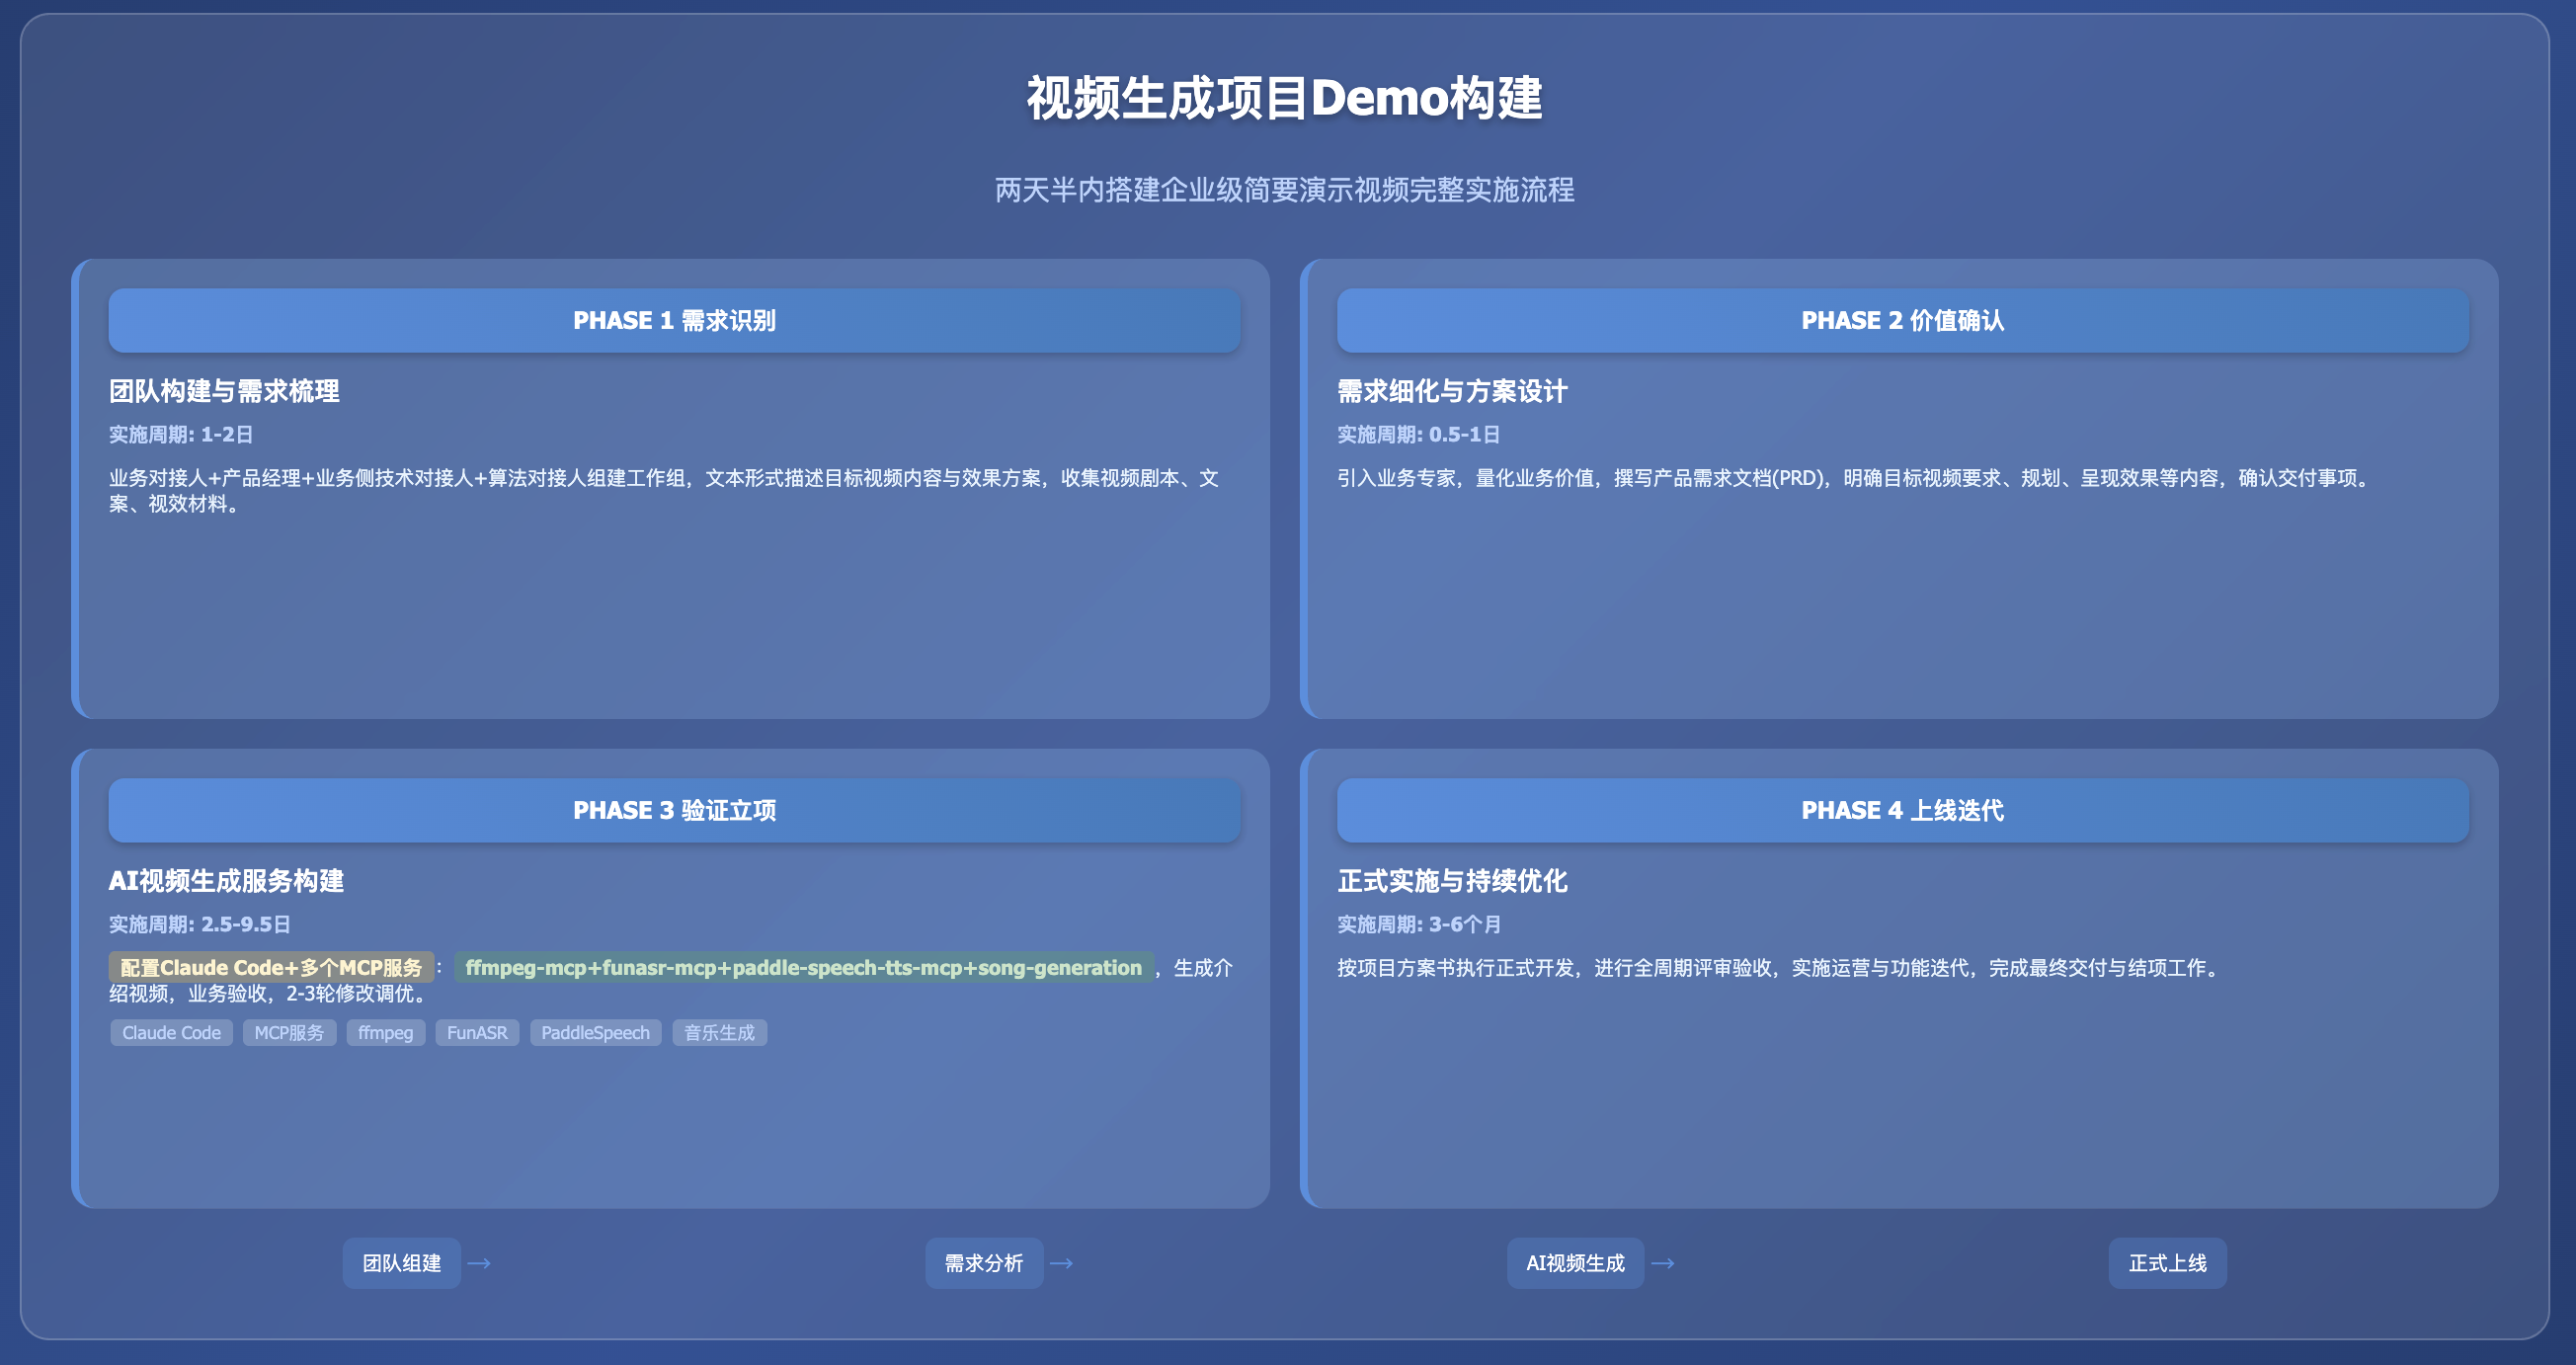 视频生成项目Demo构建
两天半内搭建企业级简要演示视频完整实施流程
PHASE 1 需求识别
团队构建与需求梳理
实施周期: 1-2日
业务对接人+产品经理+业务侧技术对接人+算法对接人组建工作组，文本形式描述目标视频内容与效果方案，收集视频剧本、文
案、视效材料。
PHASE 2 价值确认
需求细化与方案设计
实施周期: 0.5-1日
引入业务专家，量化业务价值，撰写产品需求文档(PRD)，明确目标视频要求、规划、呈现效果等内容，确认交付事项。
PHASE 3 验证立项
AI视频生成服务构建
实施周期: 2.5-9.5日
配置Claude Code+多个MCP服务：ffmpeg-mcp+funasr-mcp+paddle-speech-tts-mcp+song-generation，生成介
绍视频，业务验收，2-3轮修改调优。
Claude Code MCP服务 ffmpeg FunASR PaddleSpeech 音乐生成
PHASE 4 上线迭代
正式实施与持续优化
实施周期: 3-6个月
按项目方案书执行正式开发，进行全周期评审验收，实施运营与功能迭代，完成最终交付与结项工作。
团队组建 → 需求分析 → AI视频生成 → 正式上线